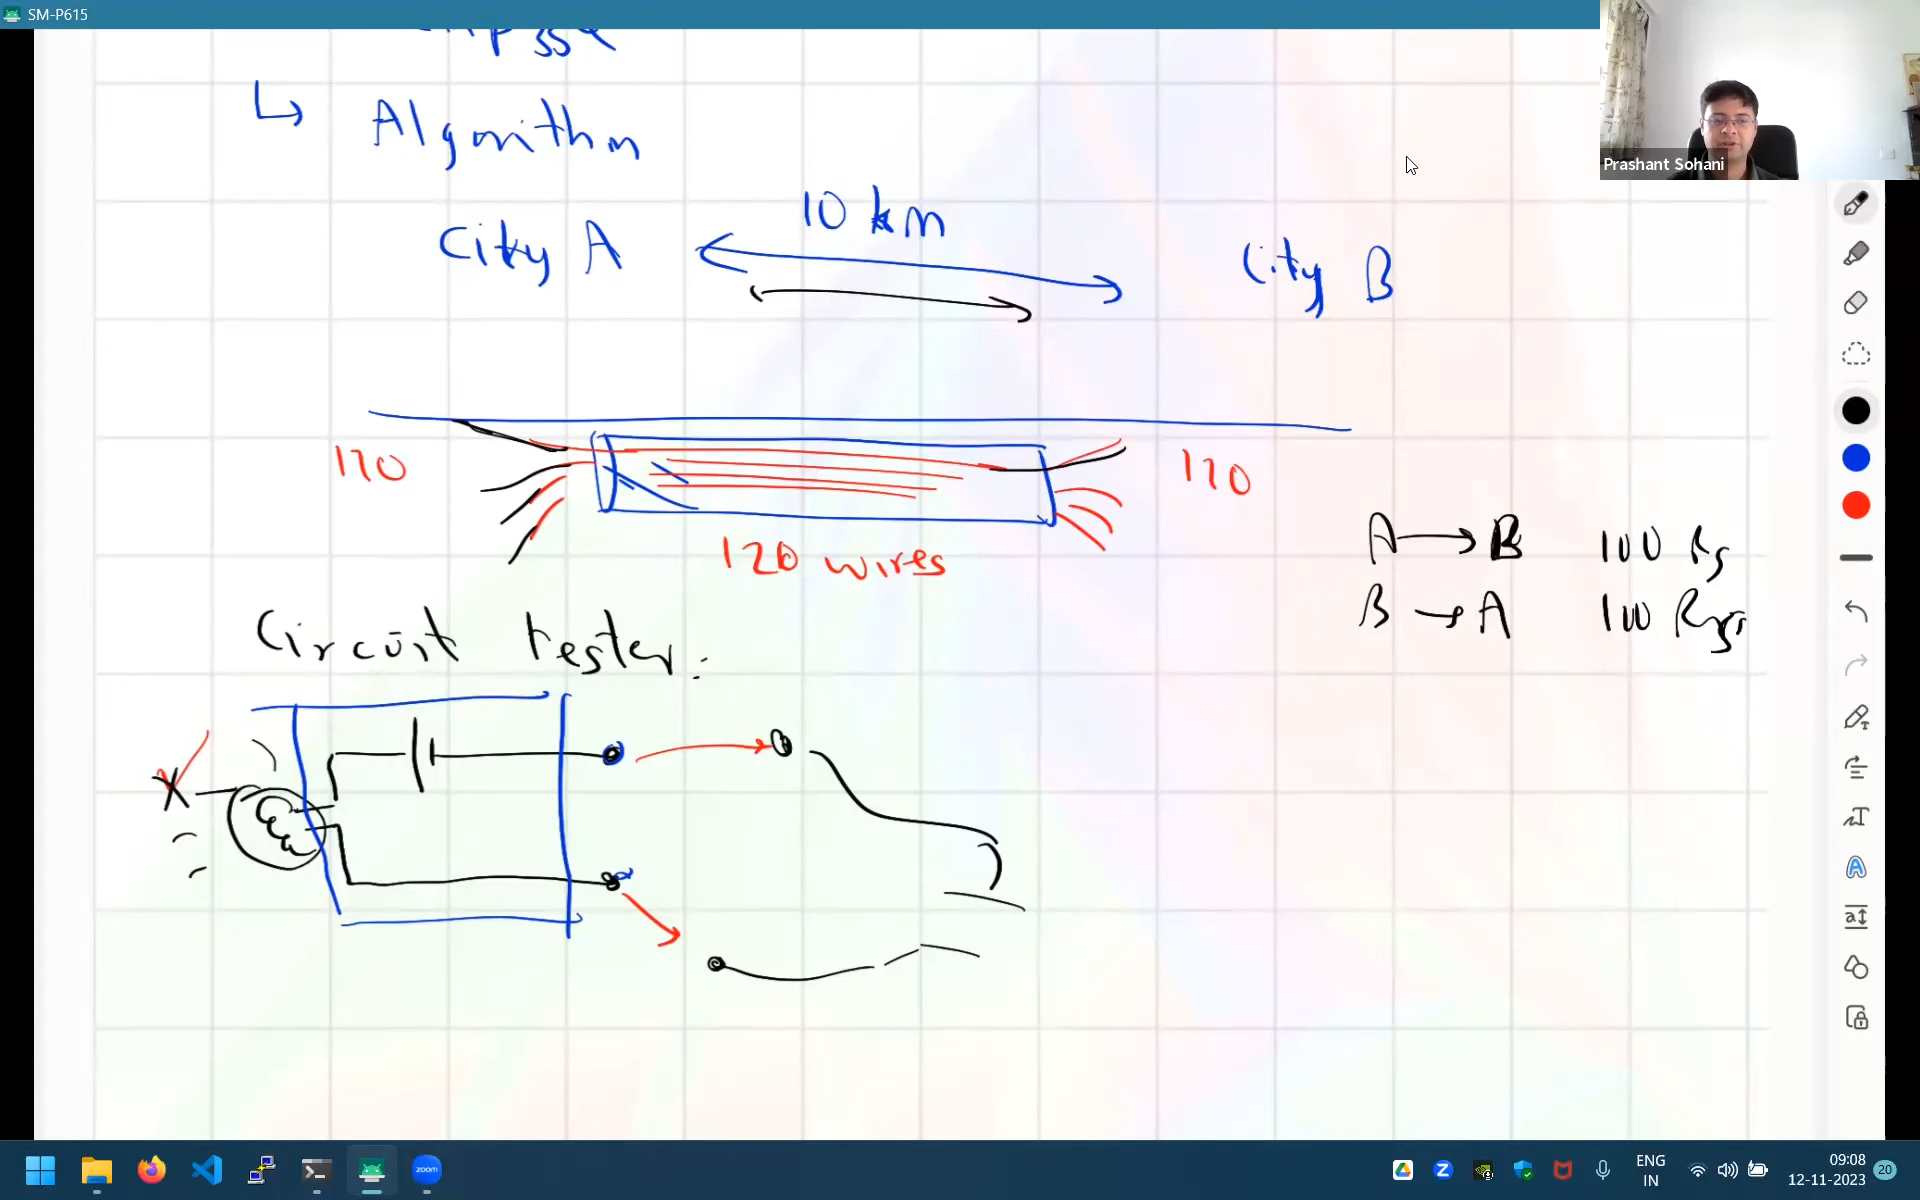 SM-P615
Prashant Sohani
Algorithm
10 km
City A
City B
120
120
120 wires
A → B 100 Rs
B → A 100 Rs
Circuit tester:
zoom
ENG
IN
09:08
12-11-2023
20